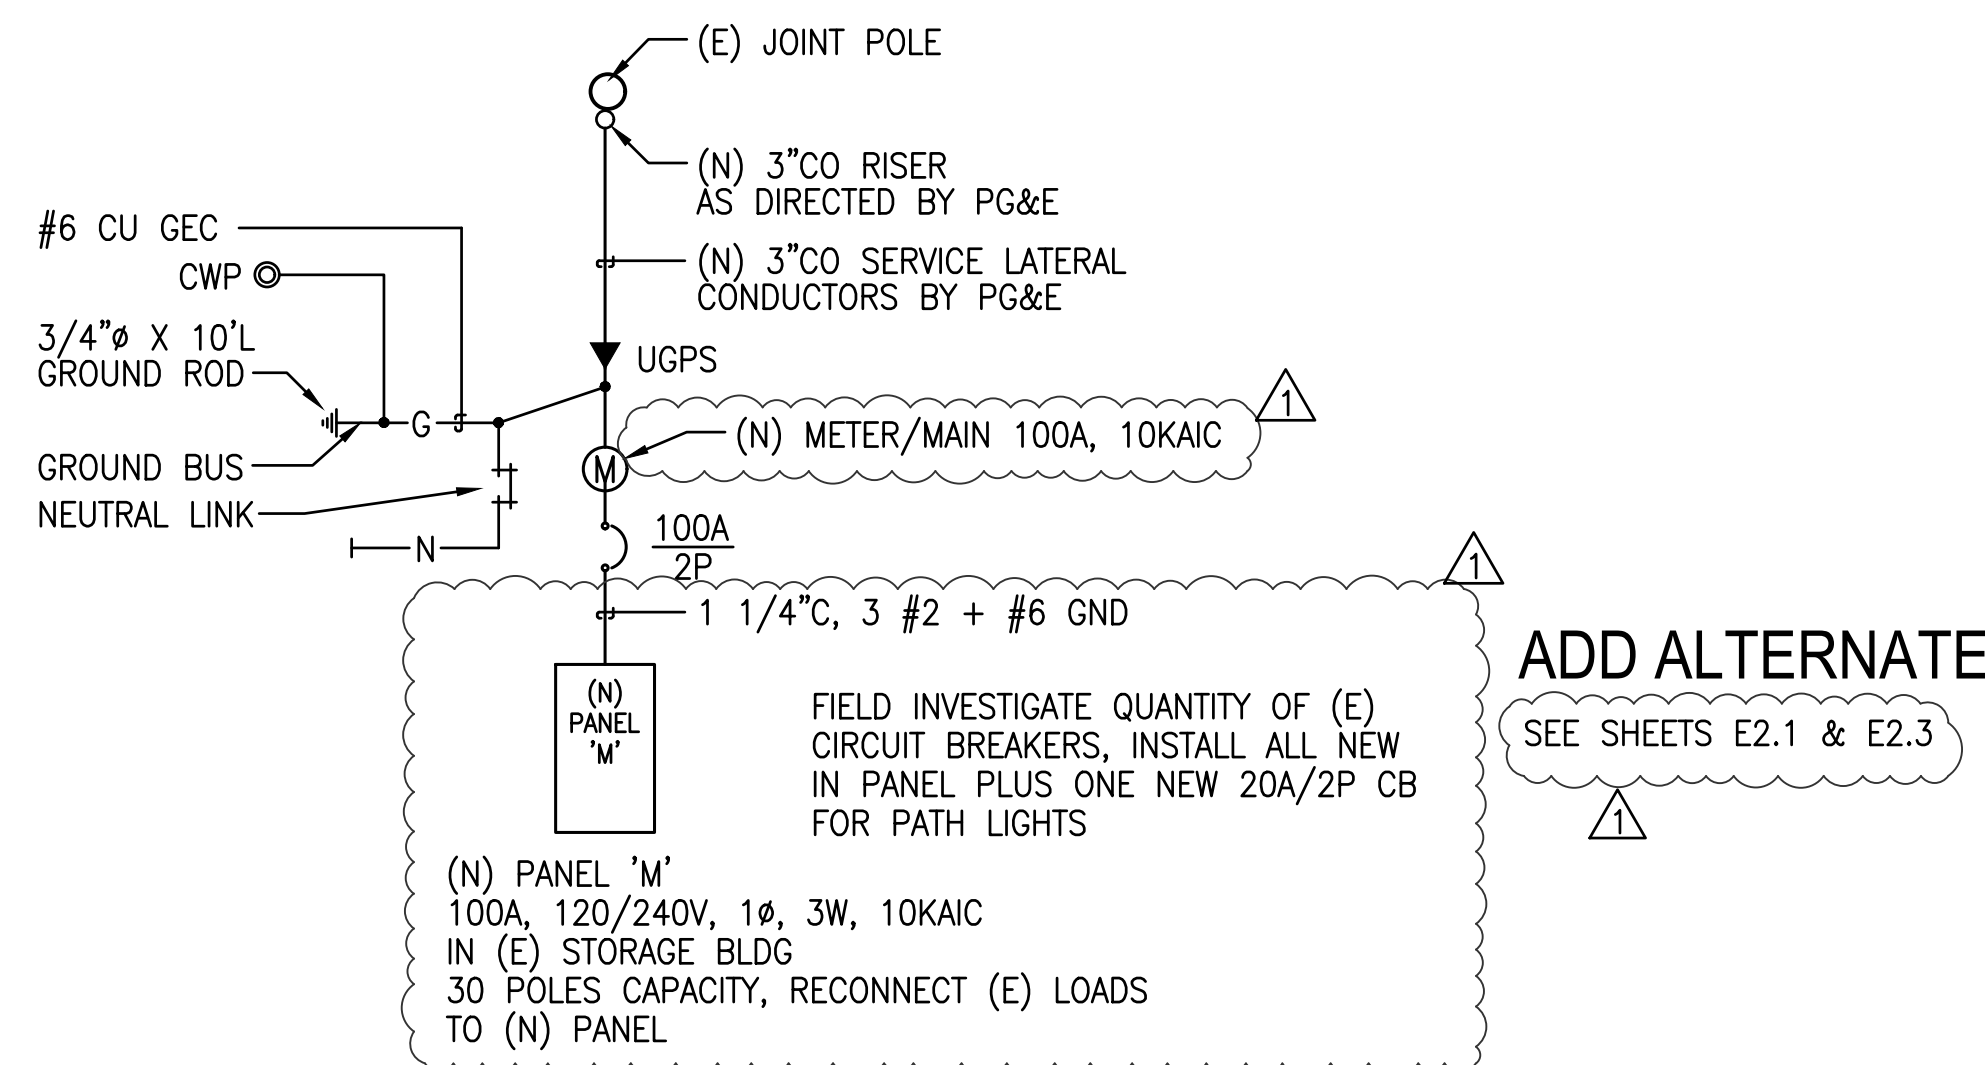 (E) JOINT POLE
(N) 3"CO RISER
AS DIRECTED BY PG&E
#6 CU GEC
(N) 3"CO SERVICE LATERAL
CONDUCTORS BY PG&E
CWP
3/4"ø X 10'L
GROUND ROD
UGPS
G
1
(N) METER/MAIN 100A, 10KAIC
GROUND BUS
M
NEUTRAL LINK
N
100A
2P
1
1 1/4"C, 3 #2 + #6 GND
ADD ALTERNATE
SEE SHEETS E2.1 & E2.3
1
(N)
PANEL
'M'
FIELD INVESTIGATE QUANTITY OF (E)
CIRCUIT BREAKERS, INSTALL ALL NEW
IN PANEL PLUS ONE NEW 20A/2P CB
FOR PATH LIGHTS
(N) PANEL 'M'
100A, 120/240V, 1ø, 3W, 10KAIC
IN (E) STORAGE BLDG
30 POLES CAPACITY, RECONNECT (E) LOADS
TO (N) PANEL